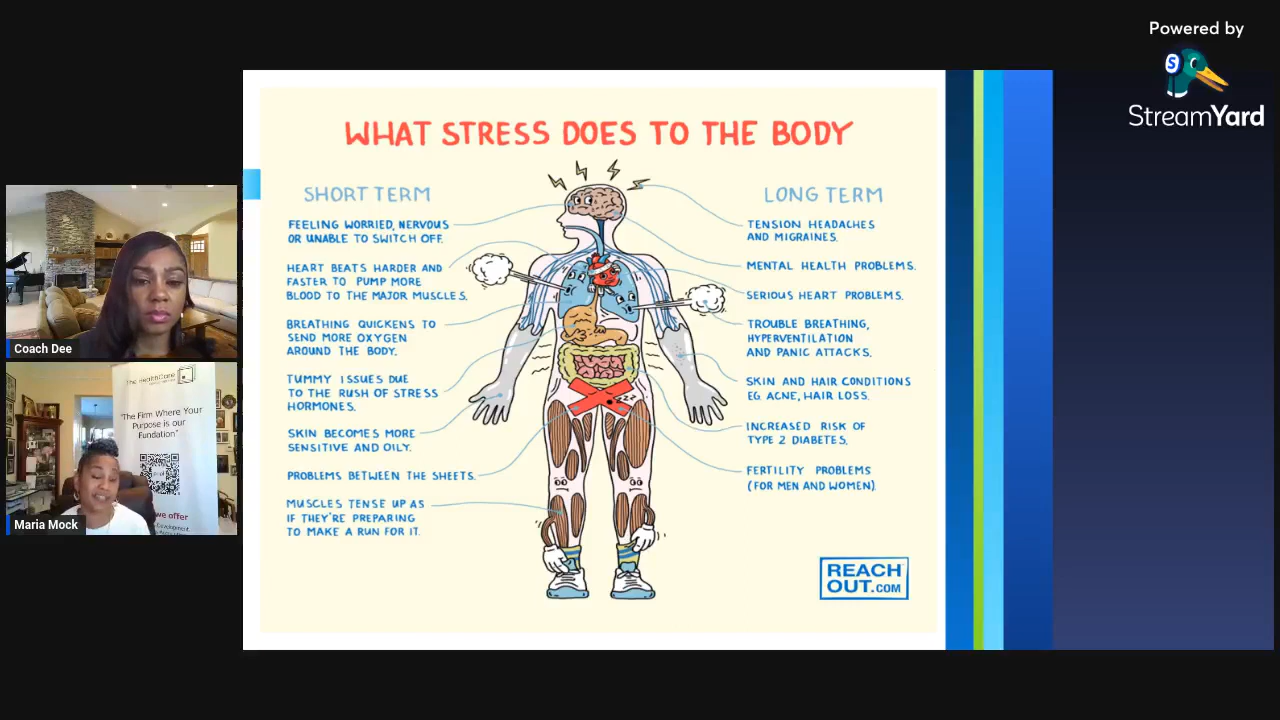 Powered by
S
StreamYard
WHAT STRESS DOES TO THE BODY
SHORT TERM
FEELING WORRIED, NERVOUS
OR UNABLE TO SWITCH OFF.
HEART BEATS HARDER AND
FASTER TO PUMP MORE
BLOOD TO THE MAJOR MUSCLES.
BREATHING QUICKENS TO
SEND MORE OXYGEN
AROUND THE BODY.
TUMMY ISSUES DUE
TO THE RUSH OF STRESS
HORMONES.
SKIN BECOMES MORE
SENSITIVE AND OILY.
PROBLEMS BETWEEN THE SHEETS.
MUSCLES TENSE UP AS
IF THEY'RE PREPARING
TO MAKE A RUN FOR IT.
LONG TERM
TENSION HEADACHES
AND MIGRAINES.
MENTAL HEALTH PROBLEMS.
SERIOUS HEART PROBLEMS.
TROUBLE BREATHING,
HYPERVENTILATION
AND PANIC ATTACKS.
SKIN AND HAIR CONDITIONS
EG. ACNE, HAIR LOSS.
INCREASED RISK OF
TYPE 2 DIABETES.
FERTILITY PROBLEMS
(FOR MEN AND WOMEN).
REACH
OUT.COM
Coach Dee
The HealthCare
"The Firm Where Your
Purpose is our
Fundation"
we offer
Maria Mock